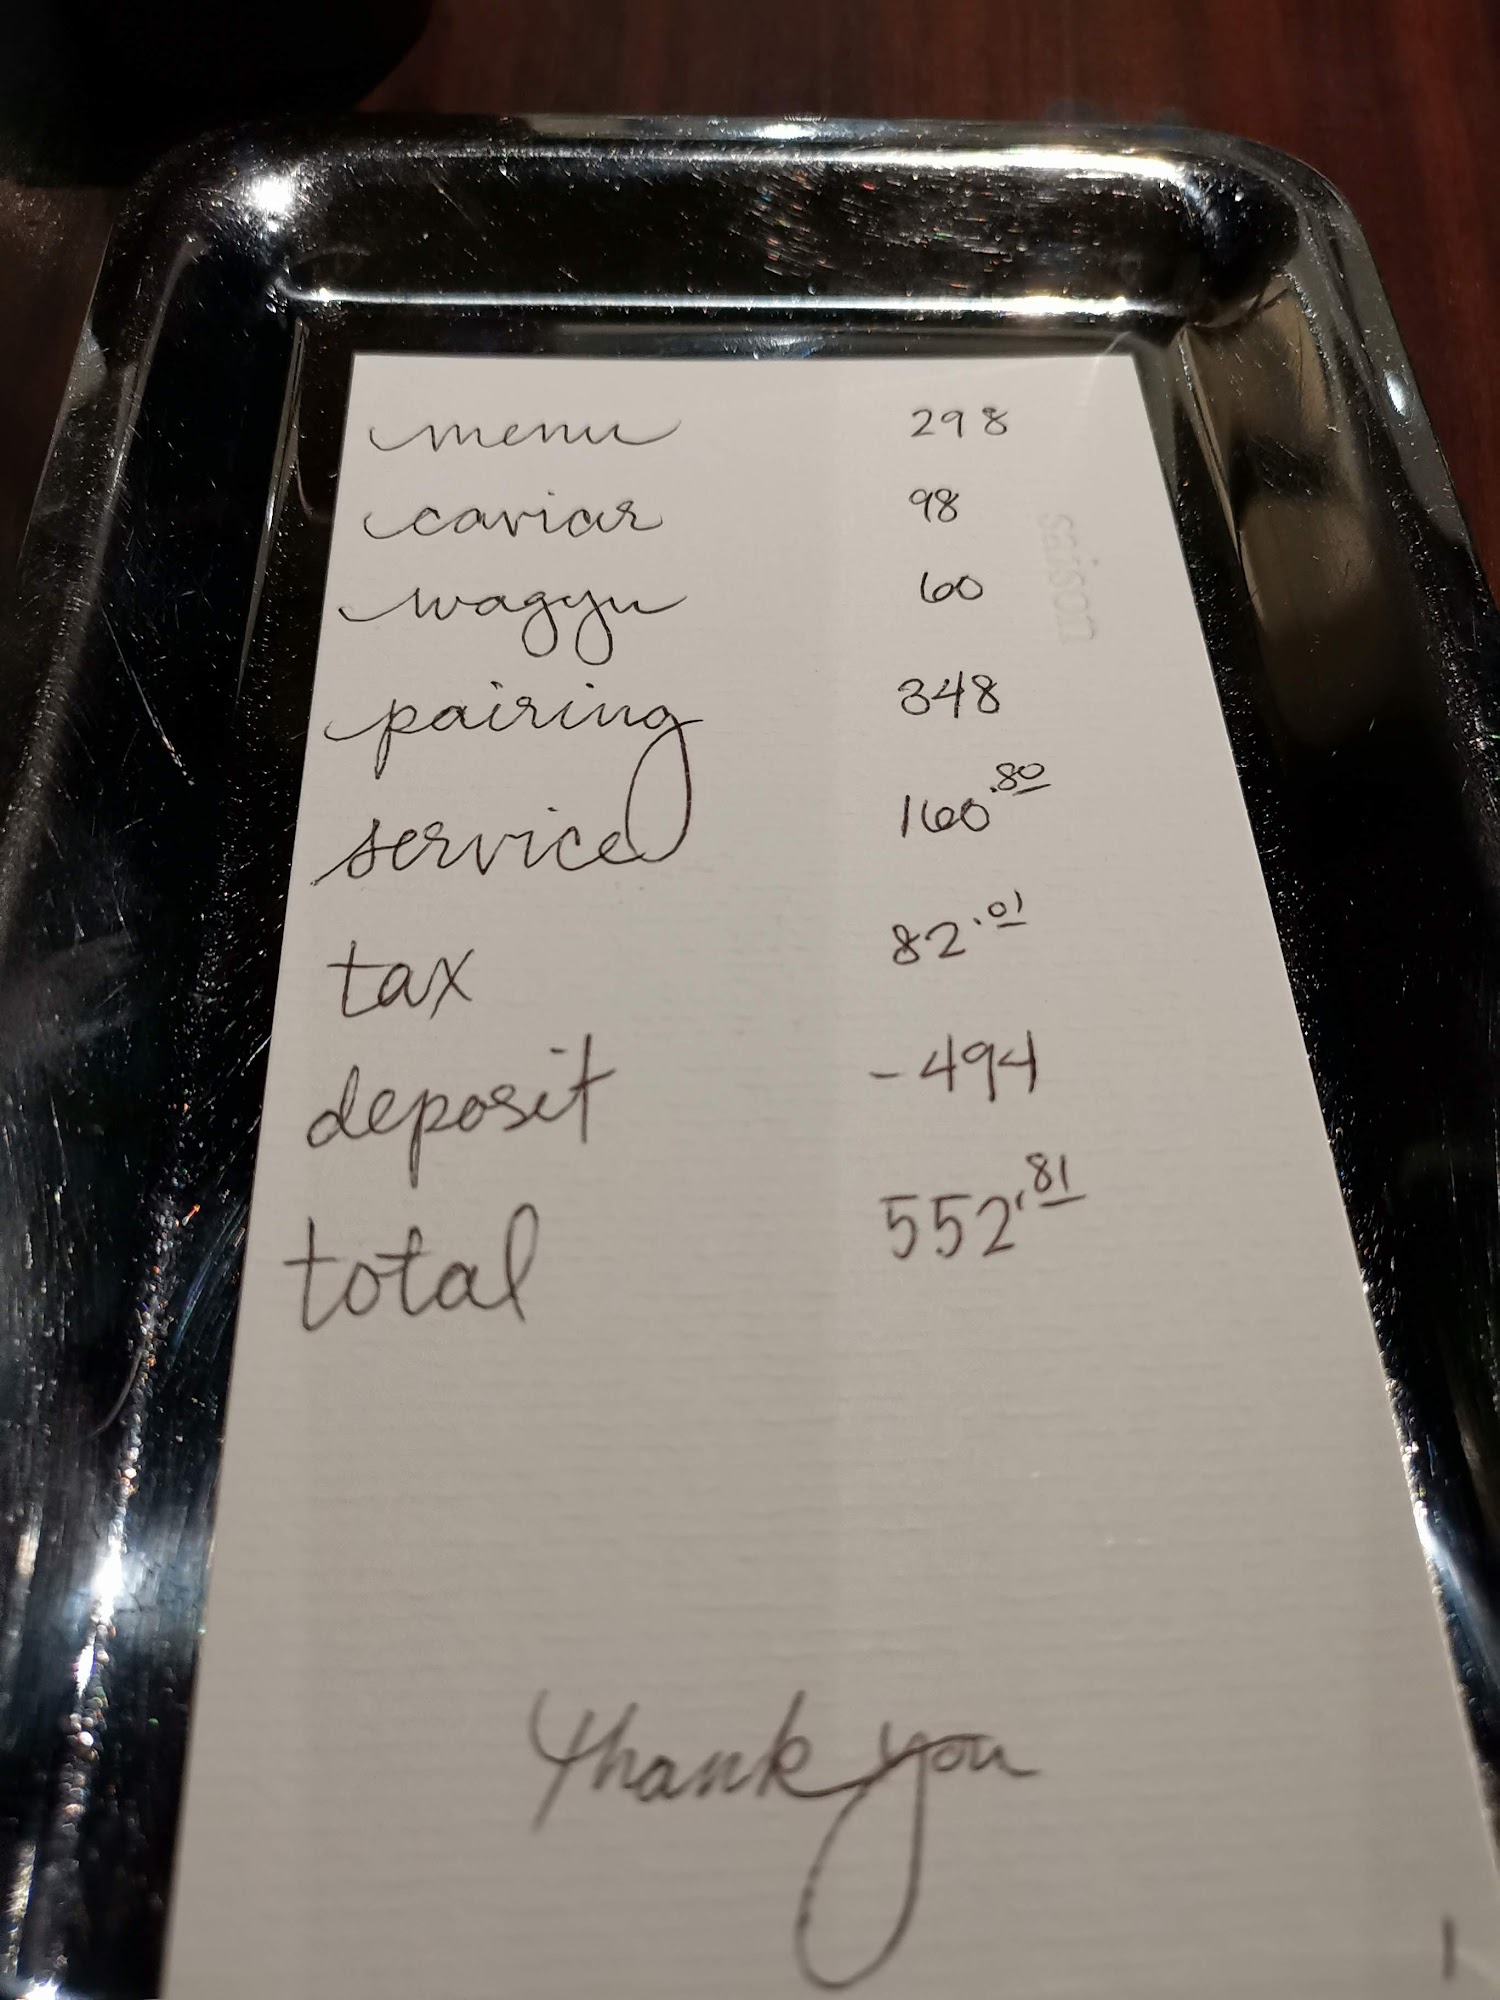 menu 298
caviar 98
saison
wagyu 60
pairing 348
service 160.80
tax 82.01
deposit -494
total 552.81
Thank you